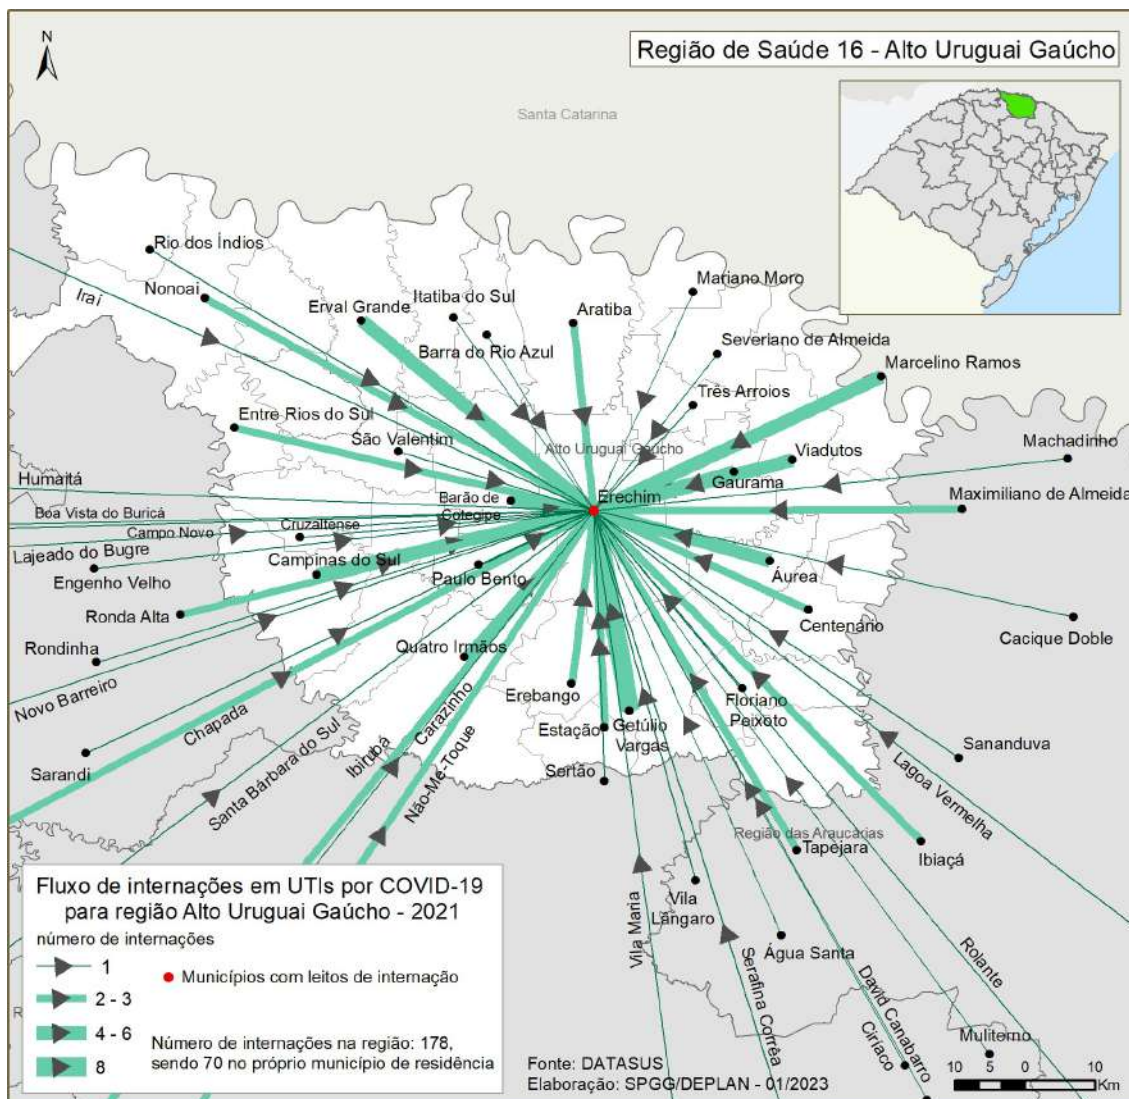 N
Região de Saúde 16 - Alto Uruguai Gaúcho
Santa Catarina
Rio dos Índios
Iraí
Nonoai
Erval Grande
Itatiba do Sul
Barra do Rio Azul
Aratiba
Mariano Moro
Severiano de Almeida
Marcelino Ramos
Três Arroios
Entre Rios do Sul
São Valentim
Alto Uruguai Gaúcho
Viadutos
Gaurama
Machadinho
Humaitá
Barão de
Cotegipe
Erechim
Maximiliano de Almeida
Boa Vista do Buricá
Campo Novo
Cruzaltense
Lajeado do Bugre
Engenho Velho
Campinas do Sul
Paulo Bento
Áurea
Ronda Alta
Centenário
Cacique Doble
Rondinha
Quatro Irmãos
Novo Barreiro
Erebango
Floriano
Peixoto
Chapada
Carazinho
Estação
Getúlio
Vargas
Sarandi
Santa Bárbara do Sul
Ibirubá
Não-Me-Toque
Sertão
Sananduva
Lagoa Vermelha
Região das Araucárias
Tapejara
Ibiaçá
Vila
Lângaro
Vila Maria
Água Santa
Serafina Corrêa
Rolante
David Canabarro
Ciríaco
Muliterno
Fluxo de internações em UTIs por COVID-19
para região Alto Uruguai Gaúcho - 2021
número de internações
1
Municípios com leitos de internação
2 - 3
4 - 6
8
Número de internações na região: 178,
sendo 70 no próprio município de residência
R
Fonte: DATASUS
Elaboração: SPGG/DEPLAN - 01/2023
10 5 0 10
Km